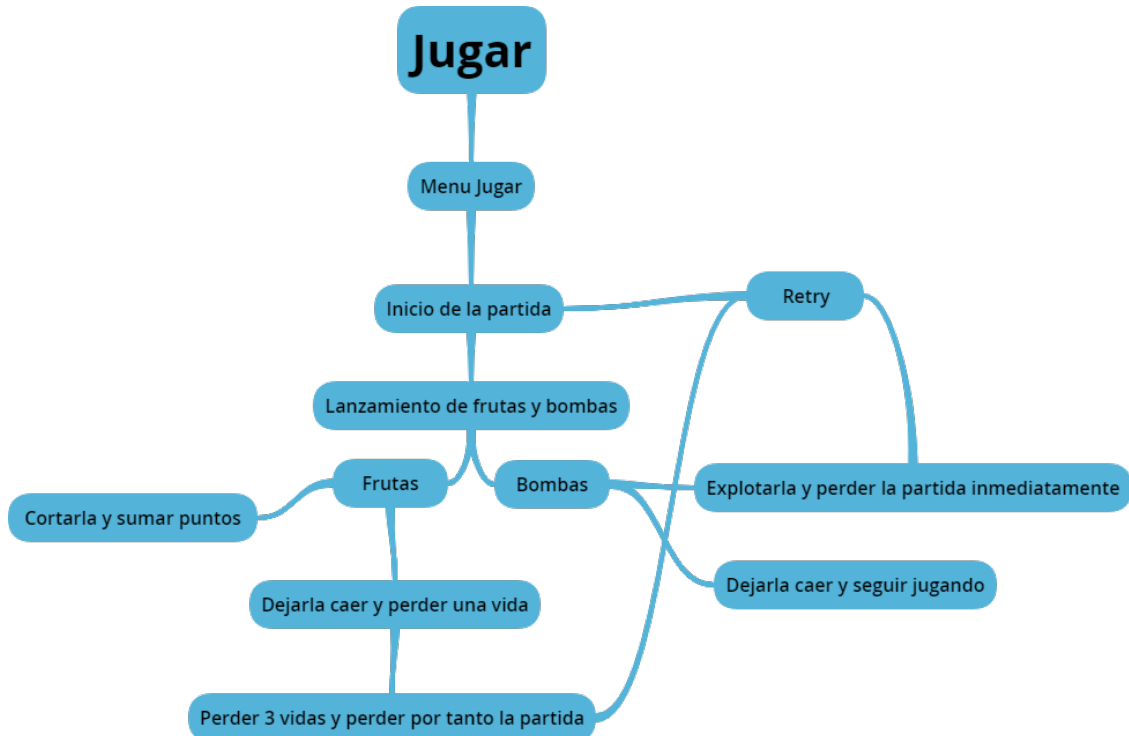 Jugar
Menu Jugar
Inicio de la partida
Retry
Lanzamiento de frutas y bombas
Frutas
Bombas
Explotarla y perder la partida inmediatamente
Cortarla y sumar puntos
Dejarla caer y seguir jugando
Dejarla caer y perder una vida
Perder 3 vidas y perder por tanto la partida